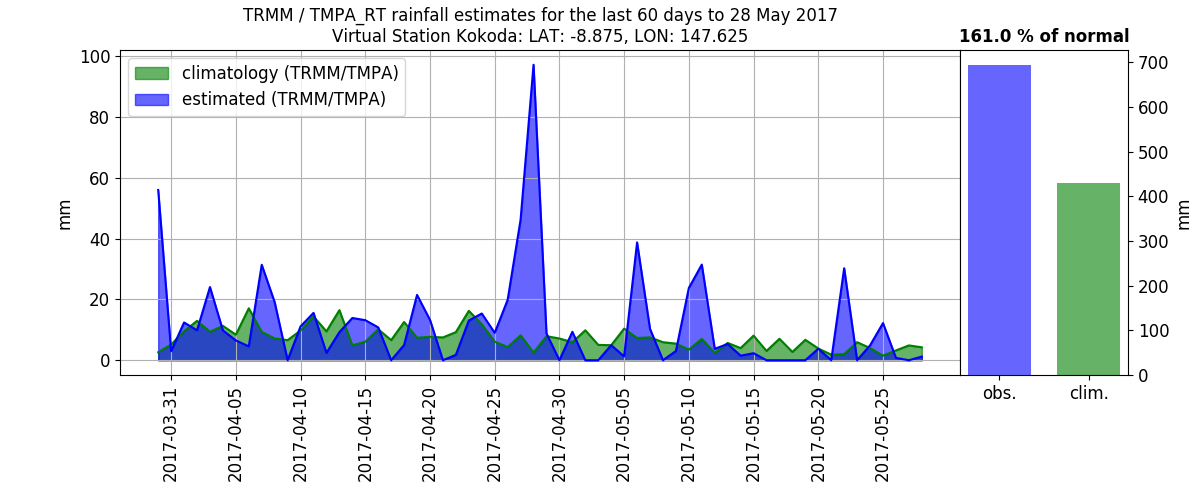 TRMM / TMPA_RT rainfall estimates for the last 60 days to 28 May 2017
Virtual Station Kokoda: LAT: -8.875, LON: 147.625
161.0 % of normal
climatology (TRMM/TMPA)
estimated (TRMM/TMPA)
mm
100
80
60
40
20
0
2017-03-31
2017-04-05
2017-04-10
2017-04-15
2017-04-20
2017-04-25
2017-04-30
2017-05-05
2017-05-10
2017-05-15
2017-05-20
2017-05-25
700
600
500
400
300
200
100
0
mm
obs.
clim.